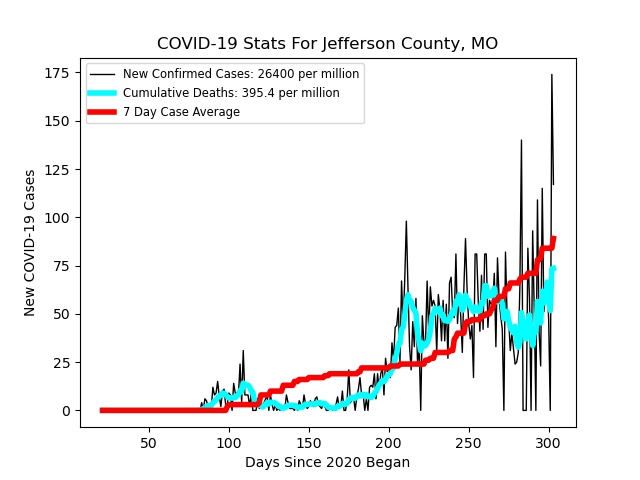 COVID-19 Stats For Jefferson County, MO
New Confirmed Cases: 26400 per million
Cumulative Deaths: 395.4 per million
7 Day Case Average
New COVID-19 Cases
175
150
125
100
75
50
25
0
50 100 150 200 250 300
Days Since 2020 Began